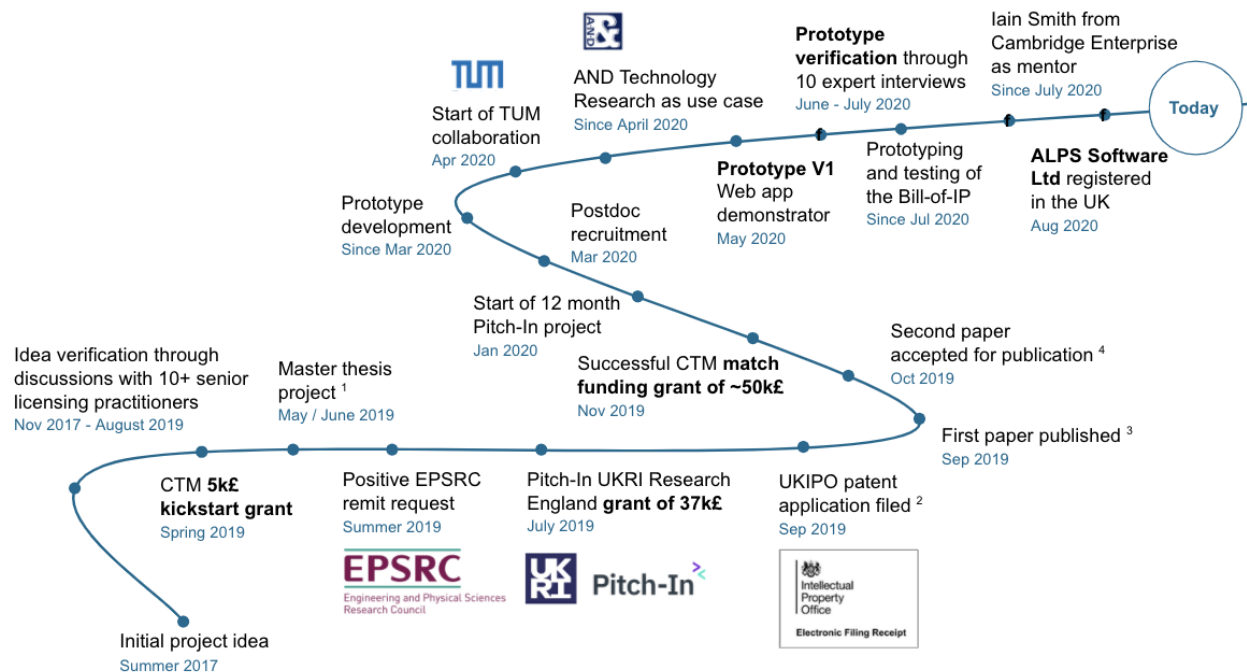 Initial project idea
Summer 2017
Idea verification through
discussions with 10+ senior
licensing practitioners
Nov 2017 - August 2019
CTM 5k£
kickstart grant
Spring 2019
Master thesis
project 1
May / June 2019
Positive EPSRC
remit request
Summer 2019
EPSRC
Engineering and Physical Sciences
Research Council
Pitch-In UKRI Research
England grant of 37k£
July 2019
UK
RI
Pitch-In
UKIPO patent
application filed 2
Sep 2019
Intellectual
Property
Office
Electronic Filing Receipt
First paper published 3
Sep 2019
Second paper
accepted for publication 4
Oct 2019
Successful CTM match
funding grant of ~50k£
Nov 2019
Start of 12 month
Pitch-In project
Jan 2020
Postdoc
recruitment
Mar 2020
Prototype
development
Since Mar 2020
TUM
Start of TUM
collaboration
Apr 2020
AND
&
AND Technology
Research as use case
Since April 2020
Prototype V1
Web app
demonstrator
May 2020
Prototype
verification through
10 expert interviews
June - July 2020
Prototyping
and testing of
the Bill-of-IP
Since Jul 2020
Iain Smith from
Cambridge Enterprise
as mentor
Since July 2020
ALPS Software
Ltd registered
in the UK
Aug 2020
Today